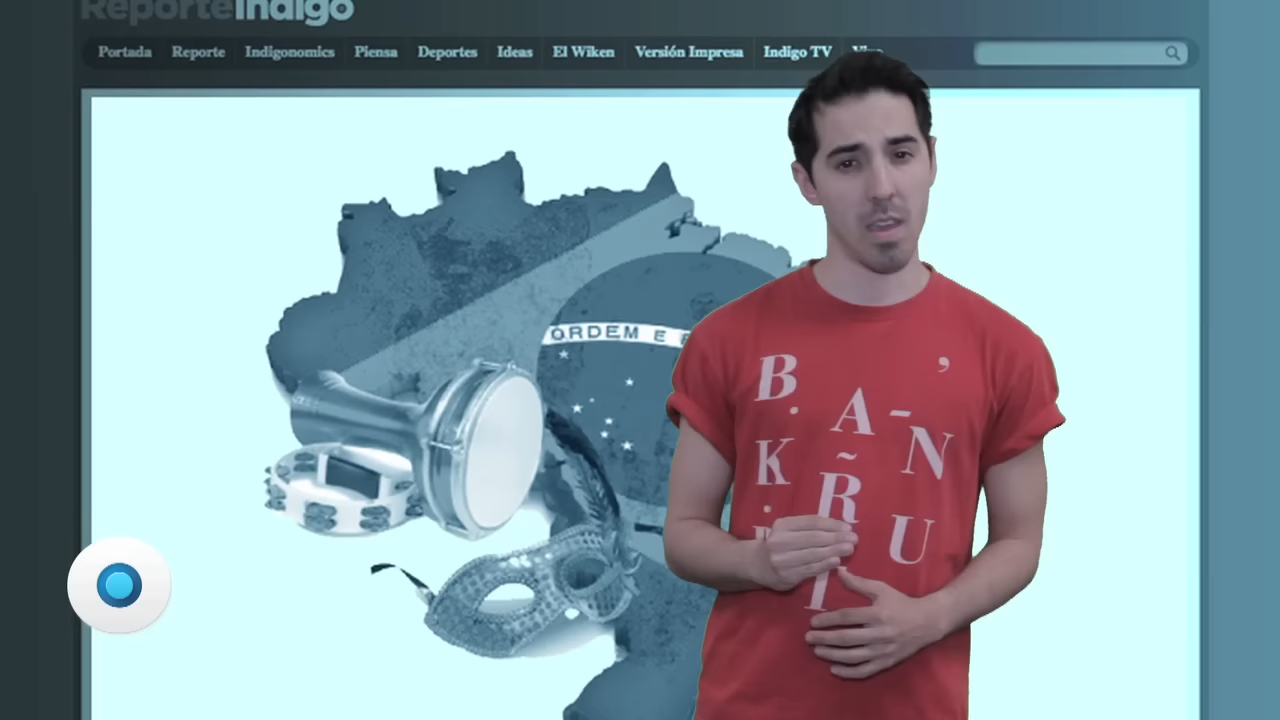 ReporteIndigo
Portada Reporte Indigonomics Piensa Deportes Ideas El Wiken Versión Impresa Indigo TV
ORDEM E
B , A - N
K ~ R U
I